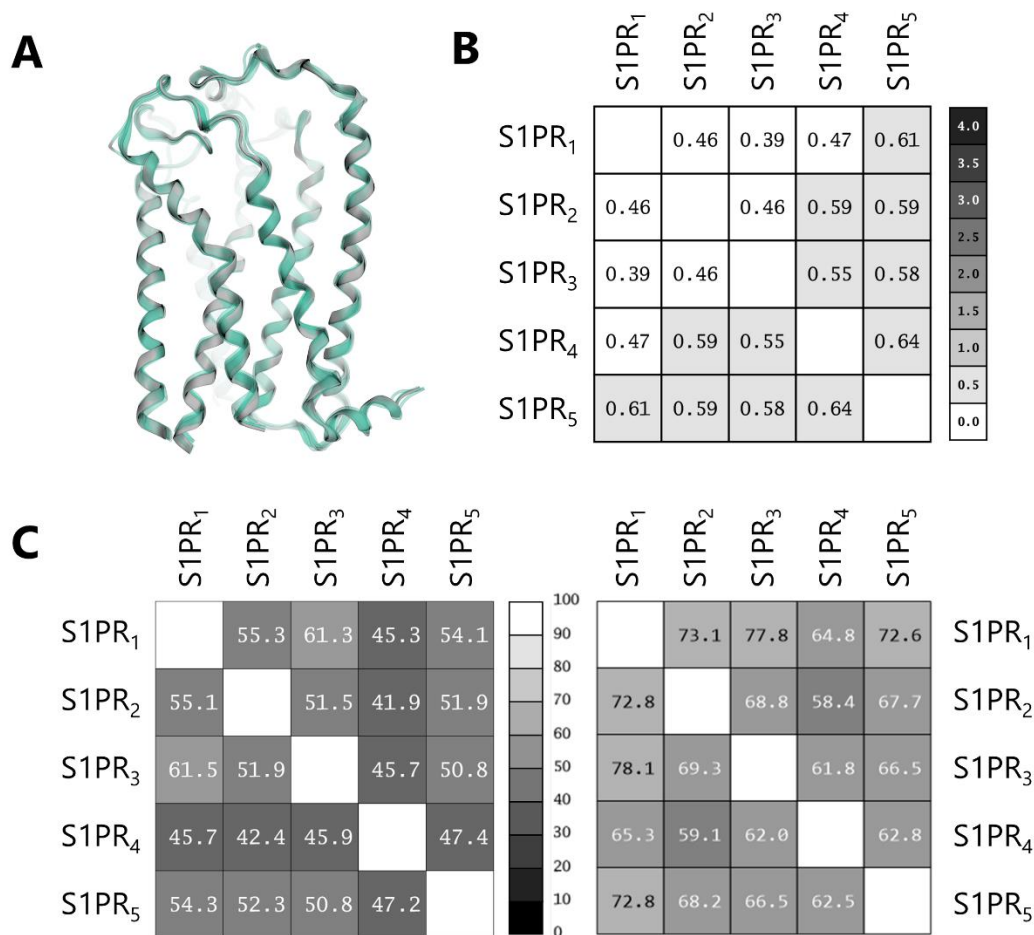 A
B
S1PR₁ S1PR₂ S1PR₃ S1PR₄ S1PR₅
S1PR₁ 0.46 0.39 0.47 0.61
S1PR₂ 0.46 0.46 0.59 0.59
S1PR₃ 0.39 0.46 0.55 0.58
S1PR₄ 0.47 0.59 0.55 0.64
S1PR₅ 0.61 0.59 0.58 0.64
4.0
3.5
3.0
2.5
2.0
1.5
1.0
0.5
0.0
C
S1PR₁ S1PR₂ S1PR₃ S1PR₄ S1PR₅
S1PR₁ 55.3 61.3 45.3 54.1
S1PR₂ 55.1 51.5 41.9 51.9
S1PR₃ 61.5 51.9 45.7 50.8
S1PR₄ 45.7 42.4 45.9 47.4
S1PR₅ 54.3 52.3 50.8 47.2
100
90
80
70
60
50
40
30
20
10
0
S1PR₁ S1PR₂ S1PR₃ S1PR₄ S1PR₅
73.1 77.8 64.8 72.6 S1PR₁
72.8 68.8 58.4 67.7 S1PR₂
78.1 69.3 61.8 66.5 S1PR₃
65.3 59.1 62.0 62.8 S1PR₄
72.8 68.2 66.5 62.5 S1PR₅